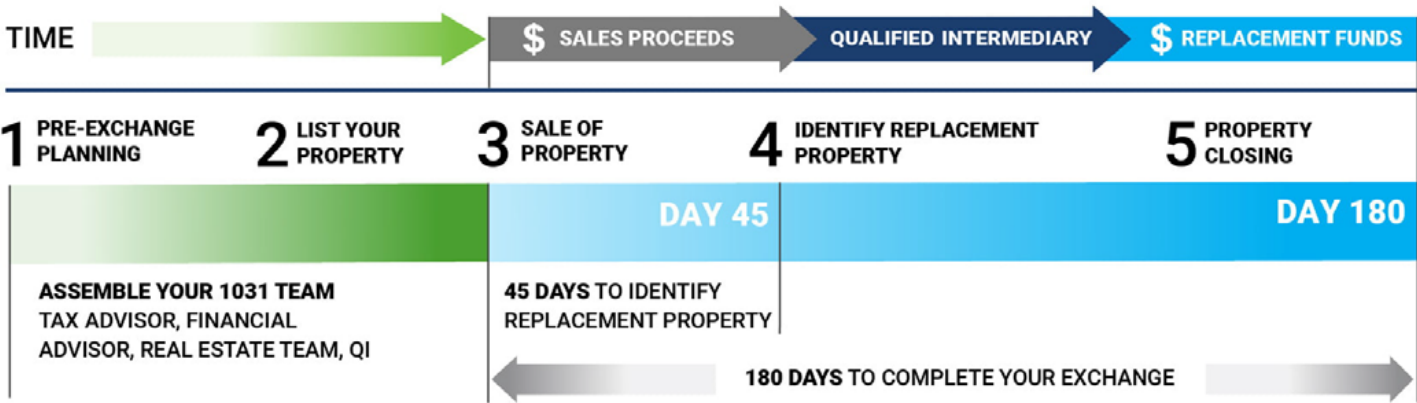 TIME
$ SALES PROCEEDS
QUALIFIED INTERMEDIARY
$ REPLACEMENT FUNDS
1 PRE-EXCHANGE
PLANNING
2 LIST YOUR
PROPERTY
3 SALE OF
PROPERTY
4 IDENTIFY REPLACEMENT
PROPERTY
5 PROPERTY
CLOSING
DAY 45
DAY 180
ASSEMBLE YOUR 1031 TEAM
TAX ADVISOR, FINANCIAL
ADVISOR, REAL ESTATE TEAM, QI
45 DAYS TO IDENTIFY
REPLACEMENT PROPERTY
180 DAYS TO COMPLETE YOUR EXCHANGE